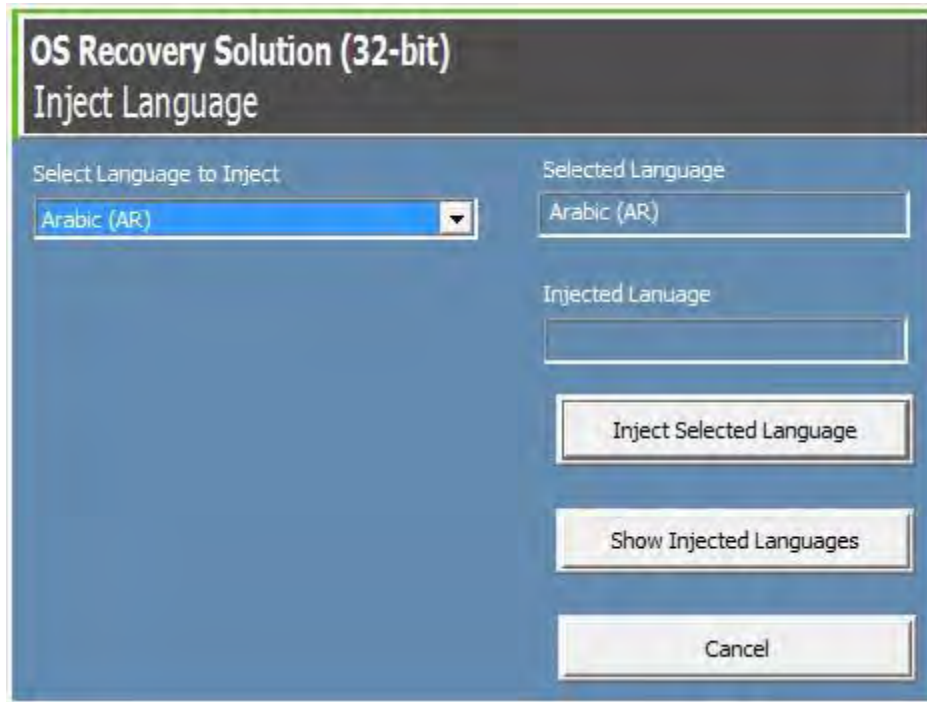 OS Recovery Solution (32-bit)
Inject Language
Select Language to Inject
Arabic (AR)
Selected Language
Arabic (AR)
Injected Lanuage
Inject Selected Language
Show Injected Languages
Cancel